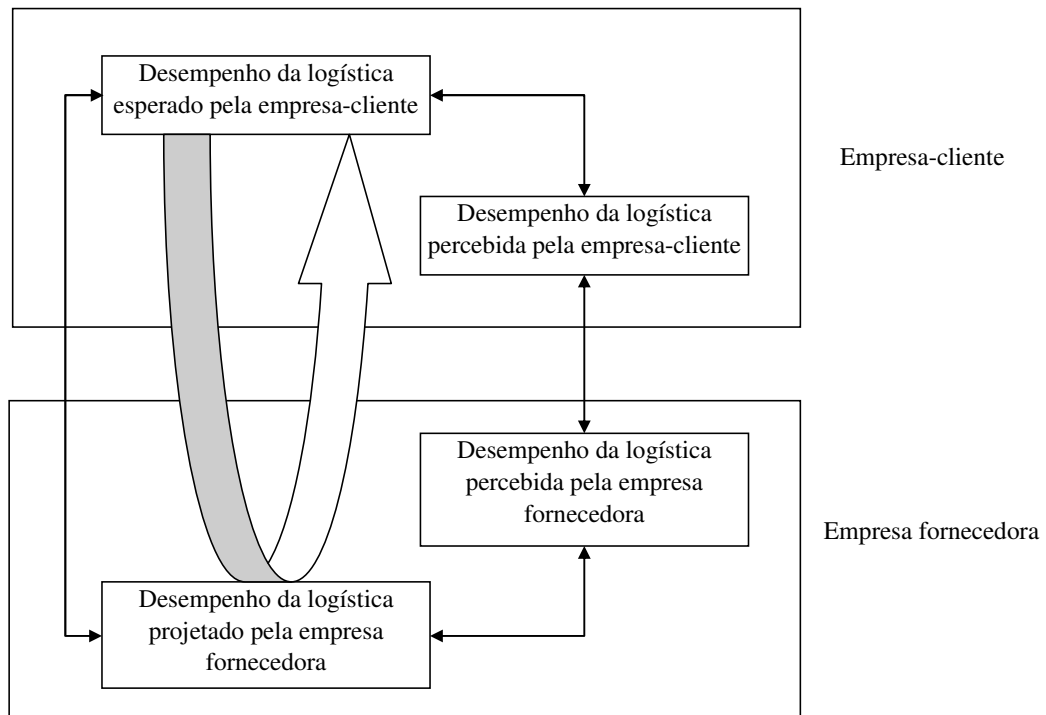 Desempenho da logística
esperado pela empresa-cliente
Empresa-cliente
Desempenho da logística
percebida pela empresa-cliente
Desempenho da logística
percebida pela empresa
fornecedora
Empresa fornecedora
Desempenho da logística
projetado pela empresa
fornecedora